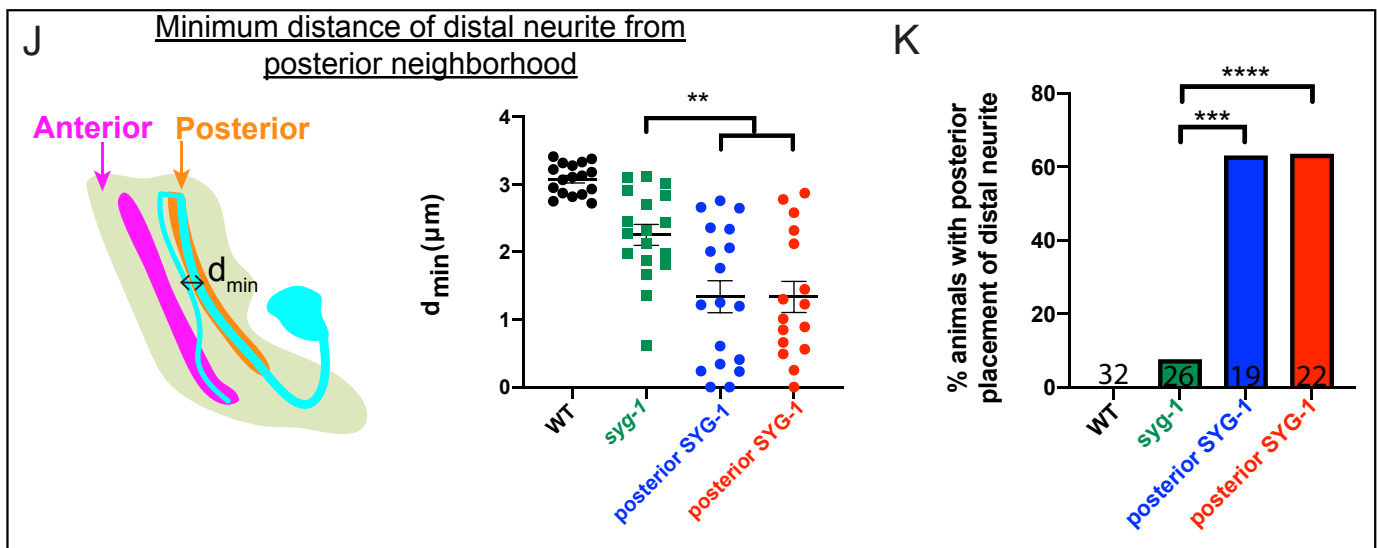 J
Minimum distance of distal neurite from
posterior neighborhood
Anterior
Posterior
dmin
dmin(μm)
4
3
2
1
0
**
WT
syg-1
posterior SYG-1
posterior SYG-1
K
% animals with posterior
placement of distal neurite
80
60
40
20
0
****
***
32
26
19
22
WT
syg-1
posterior SYG-1
posterior SYG-1